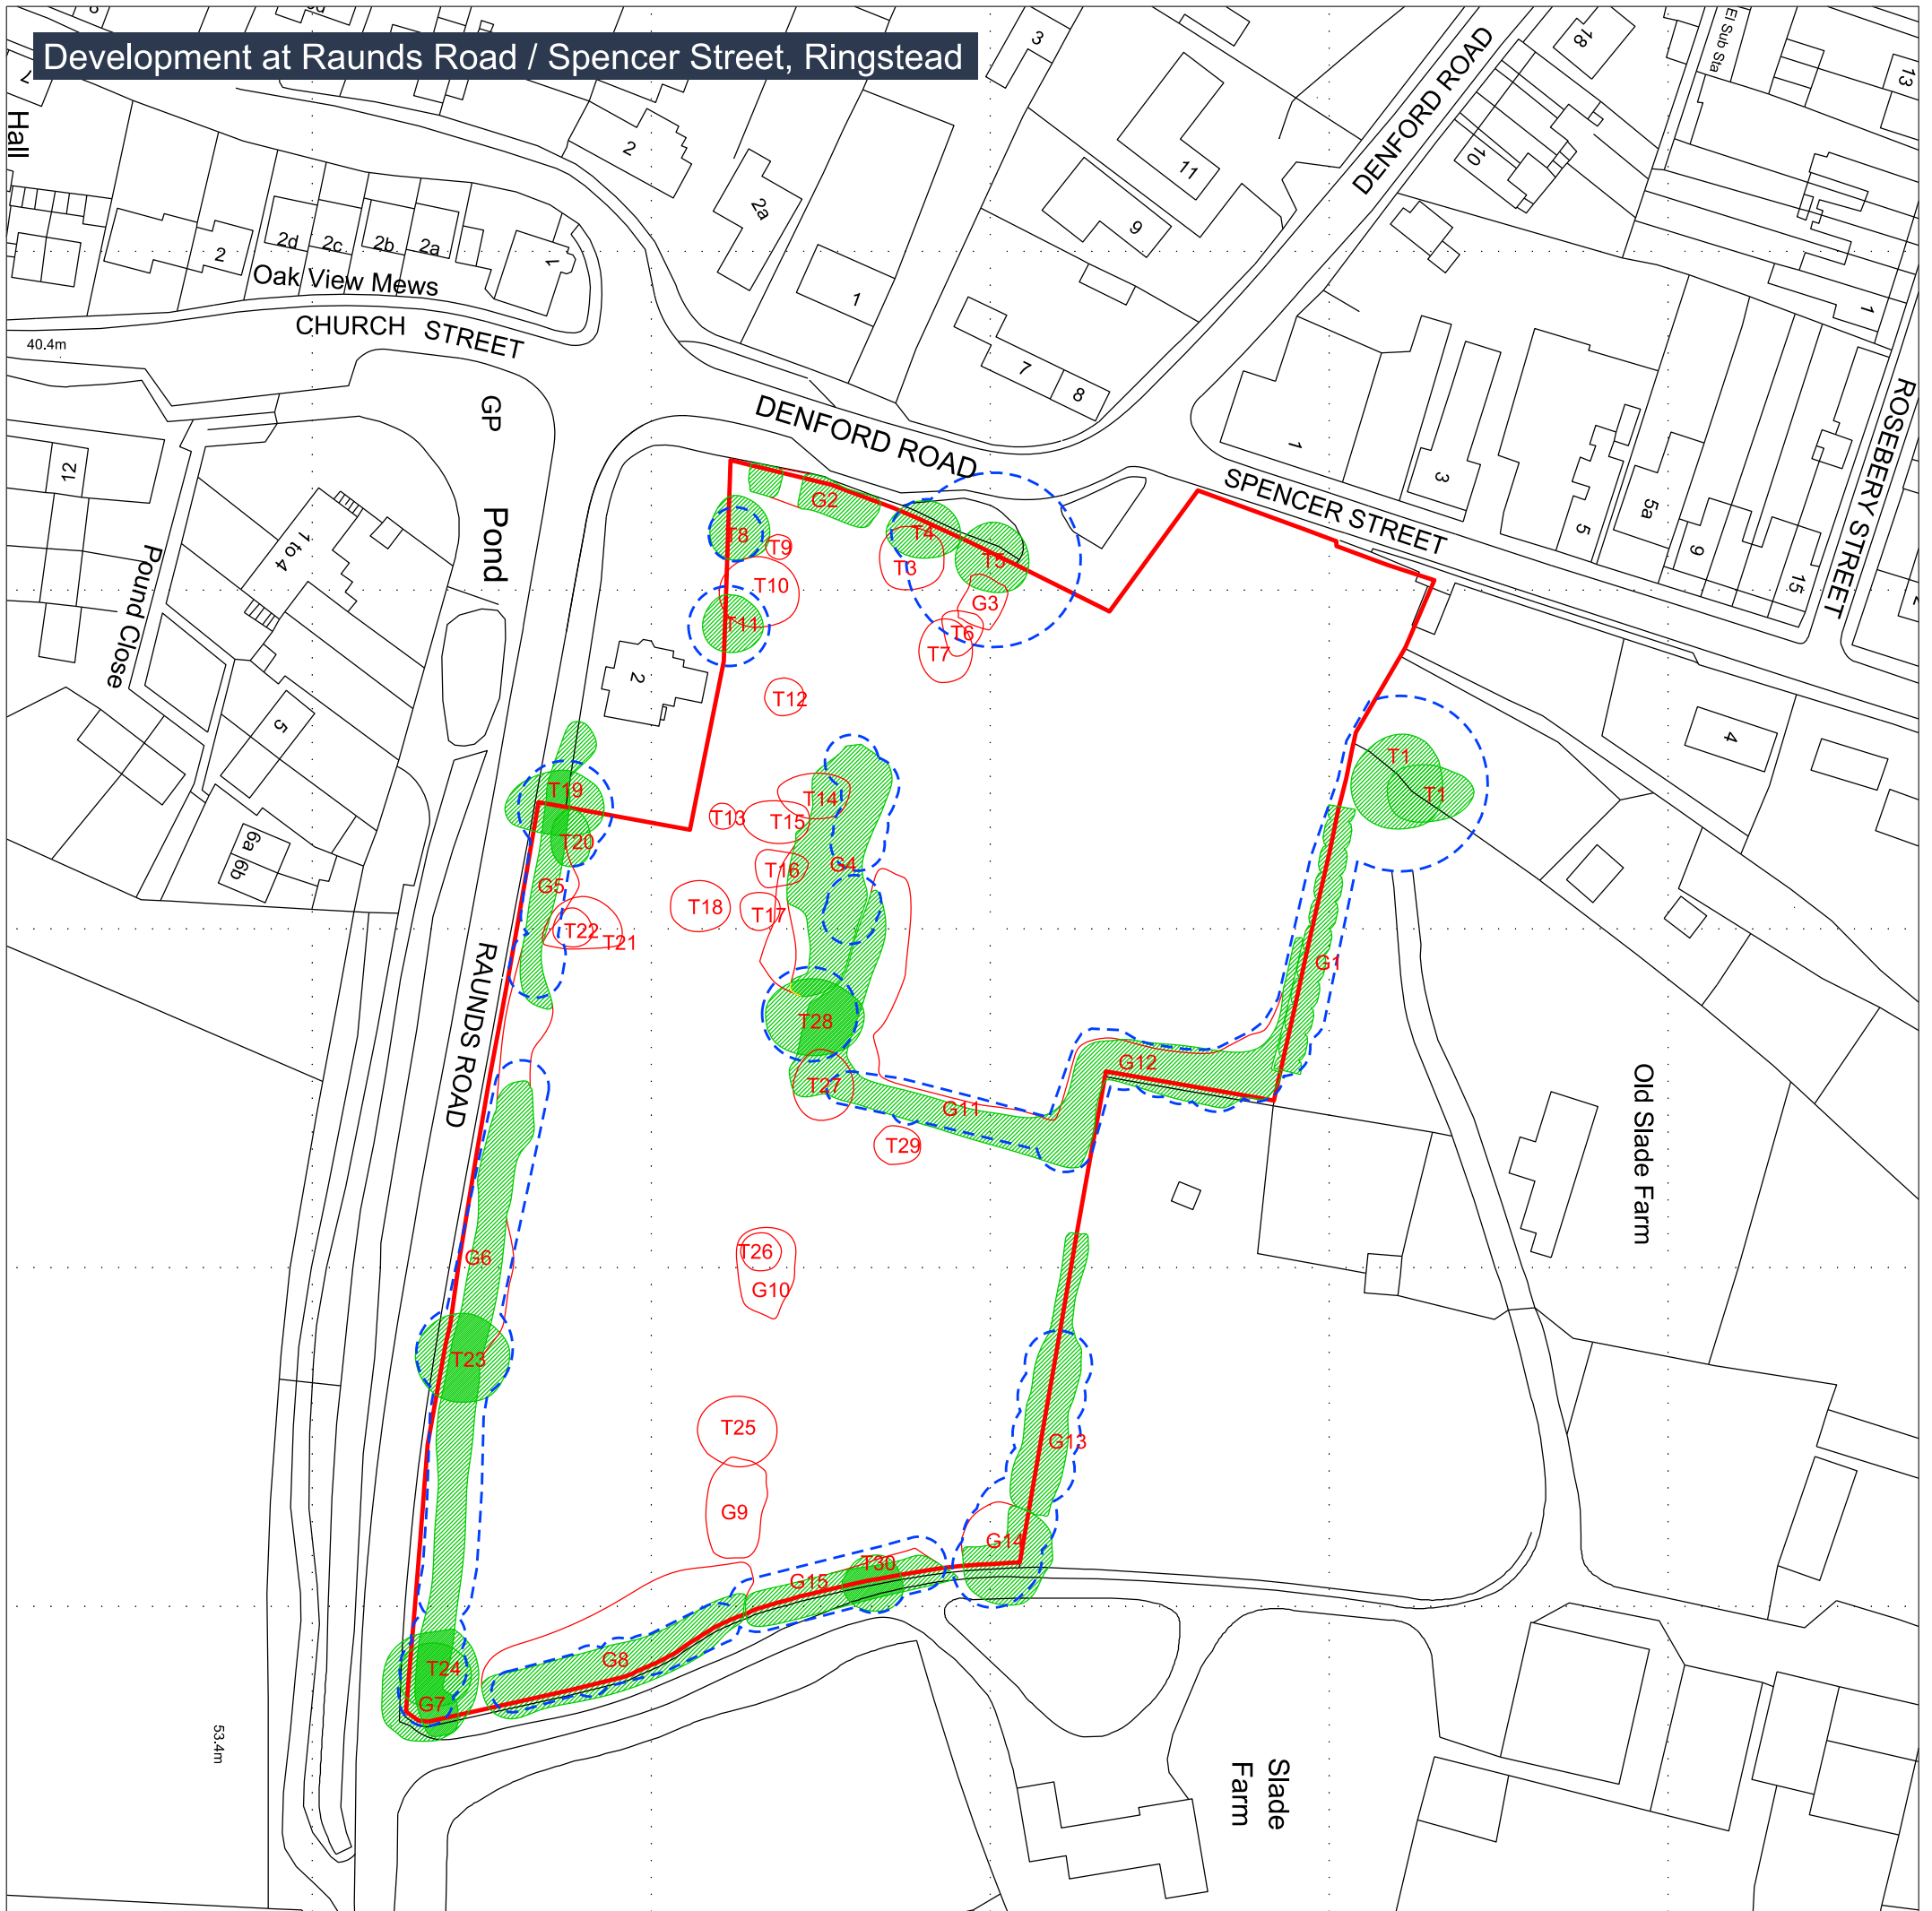 Development at Raunds Road / Spencer Street, Ringstead
3
18
El Sub Sta
13
Hall
2
2a
11
9
10
DENFORD ROAD
2
2d
2c
2b
2a
1
Oak View Mews
CHURCH STREET
40.4m
1
7
8
1
1
3
5
5a
9
15
ROSEBERY STREET
GP
DENFORD ROAD
SPENCER STREET
12
Pond
1 to 4
Pound Close
5
6a
6b
2
4
G2
T8
T9
T10
T11
T4
T3
T5
G3
T6
T7
T12
T1
T1
T19
T20
G5
T22
T21
T13
T14
T15
T16
G4
T18
T17
G1
RAUNDS ROAD
T28
T27
G11
G12
T29
Old Slade Farm
G6
T26
G10
T23
T25
G13
G9
G14
T30
G15
G8
T24
G7
53.4m
Slade
Farm